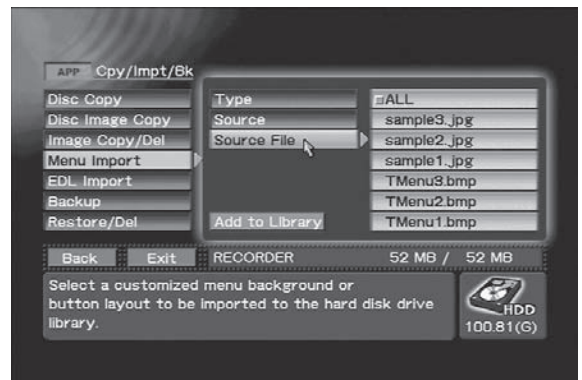 APP Cpy/Impt/Bk
Disc Copy
Disc Image Copy
Image Copy/Del
Menu Import
EDL Import
Backup
Restore/Del
Type
Source
Source File
Add to Library
ALL
sample3.jpg
sample2.jpg
sample1.jpg
TMenu3.bmp
TMenu2.bmp
TMenu1.bmp
Back Exit RECORDER 52 MB / 52 MB
Select a customized menu background or
button layout to be imported to the hard disk drive
library.
HDD
100.81(G)